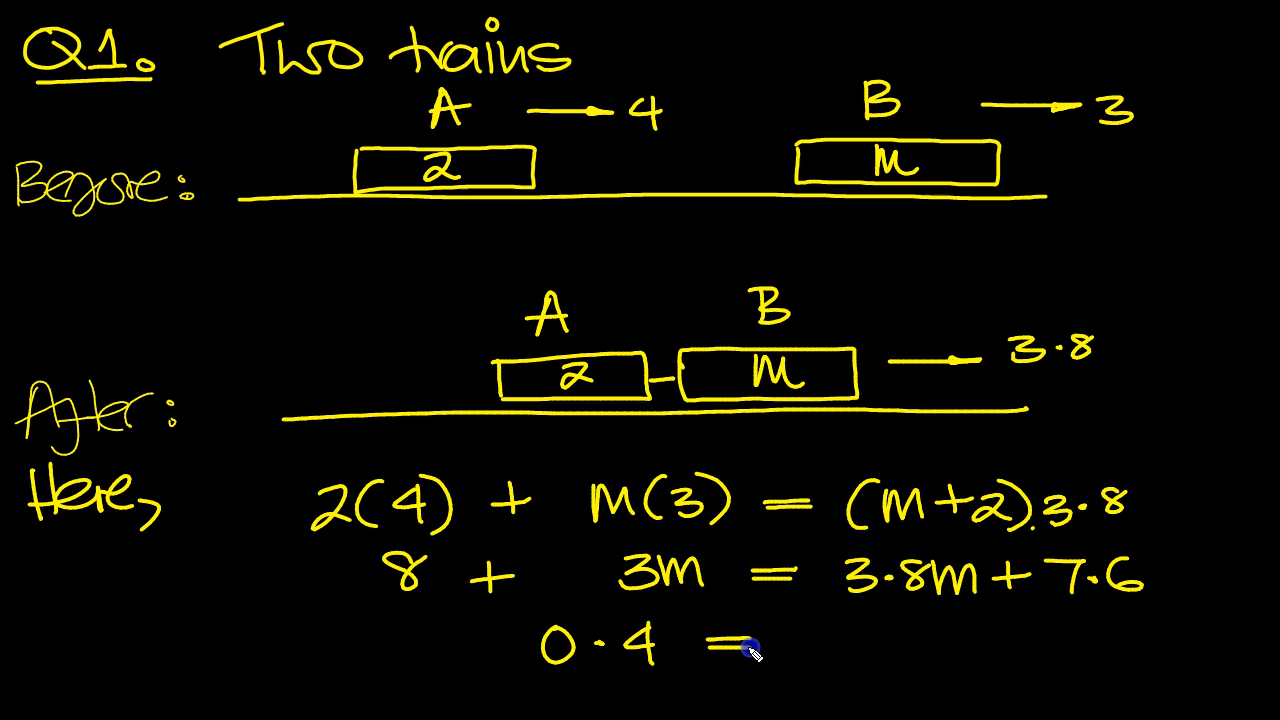 Q1. Two trains
A → 4 B → 3
Before: 2 m
A B
2 m → 3.8
After:
Here, 2(4) + m(3) = (m+2).3.8
8 + 3m = 3.8m + 7.6
0.4 =